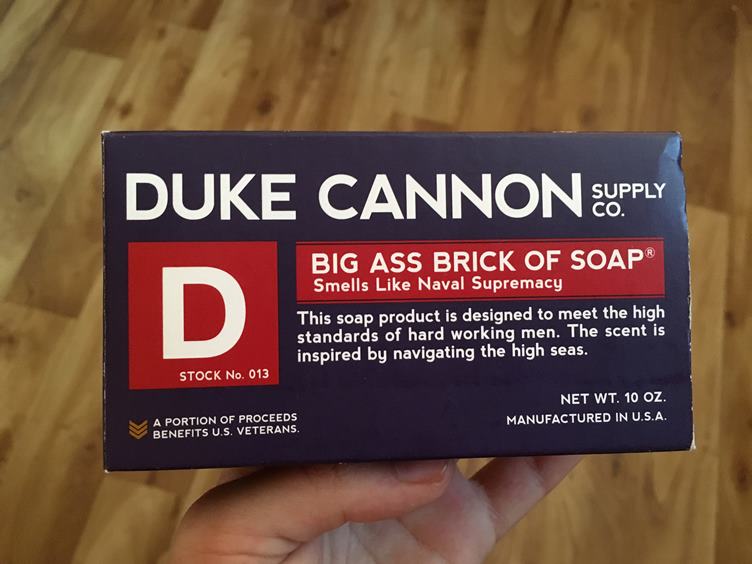 DUKE CANNON SUPPLY CO.
D
STOCK No. 013
BIG ASS BRICK OF SOAP®
Smells Like Naval Supremacy
This soap product is designed to meet the high
standards of hard working men. The scent is
inspired by navigating the high seas.
A PORTION OF PROCEEDS
BENEFITS U.S. VETERANS.
NET WT. 10 OZ.
MANUFACTURED IN U.S.A.